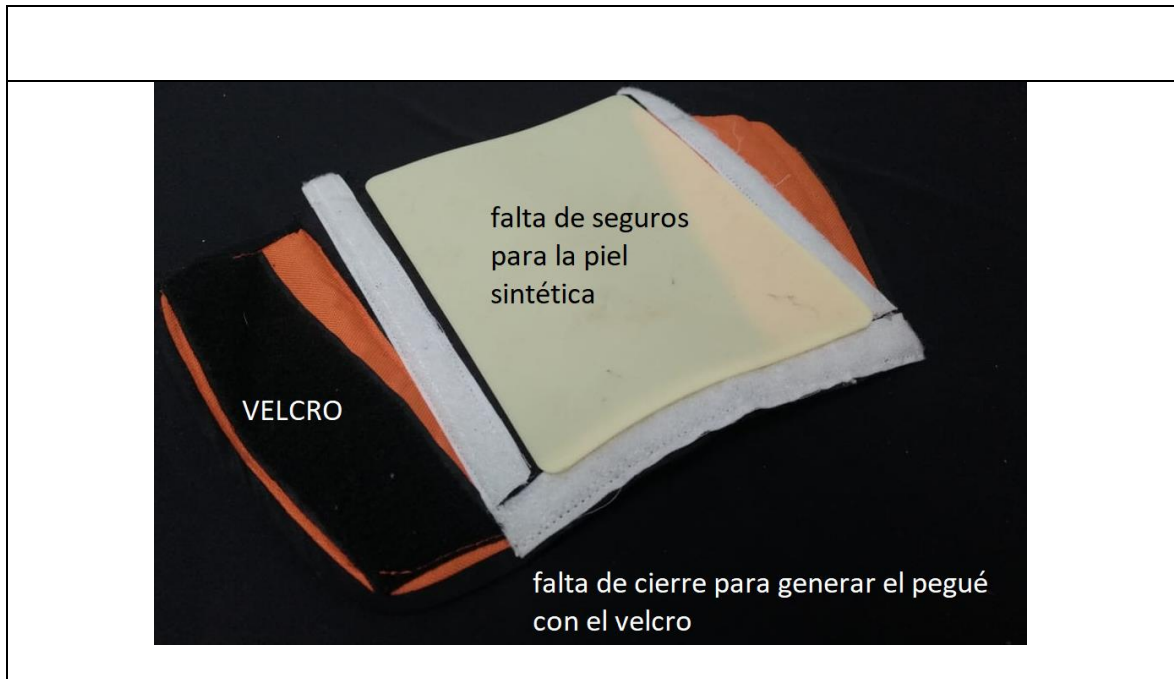 falta de seguros
para la piel
sintética
VELCRO
falta de cierre para generar el pegué
con el velcro